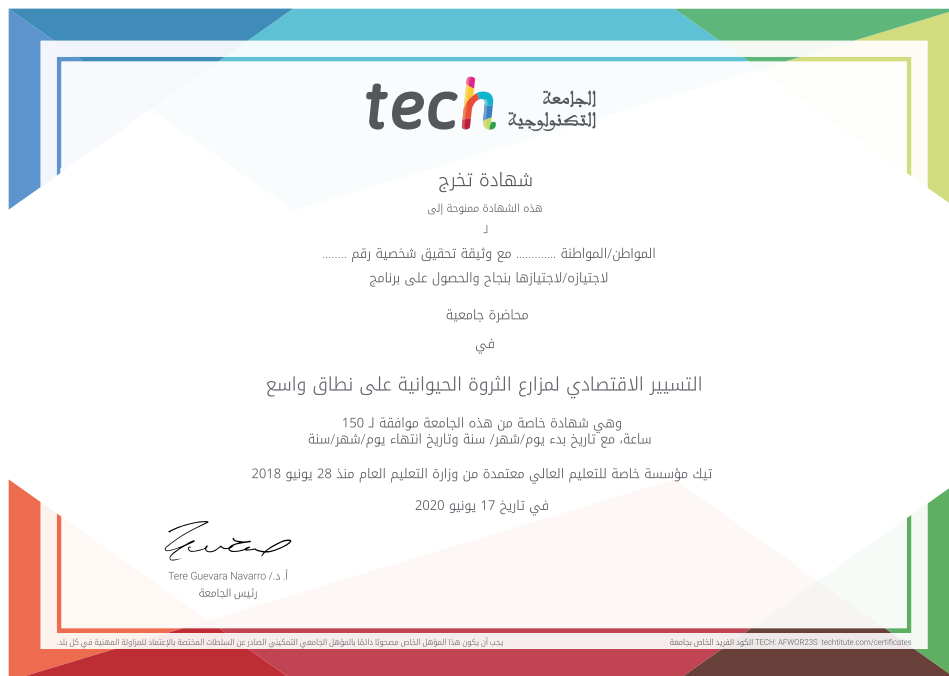 tech الجامعة
التكنولوجية
شهادة تخرج
هذه الشهادة ممنوحة إلى
لـ
المواطن/المواطنة ............ مع وثيقة تحقيق شخصية رقم ........
لاجتيازه/لاجتيازها بنجاح والحصول على برنامج
محاضرة جامعية
في
التسيير الاقتصادي لمزارع الثروة الحيوانية على نطاق واسع
وهي شهادة خاصة من هذه الجامعة موافقة لـ 150
ساعة، مع تاريخ بدء يوم/شهر/ سنة وتاريخ انتهاء يوم/شهر/سنة
تيك مؤسسة خاصة للتعليم العالي معتمدة من وزارة التعليم العام منذ 28 يونيو 2018
في تاريخ 17 يونيو 2020
أ. د./ Tere Guevara Navarro
رئيس الجامعة
الكود الفريد الخاص بجامعة TECH: AFWOR23S techtitute.com/certificates
يجب أن يكون هذا المؤهل الخاص مصحوبًا دائمًا بالمؤهل الجامعي التمكيني الصادر عن السلطات المختصة بالإعتماد للمزاولة المهنية في كل بلد.